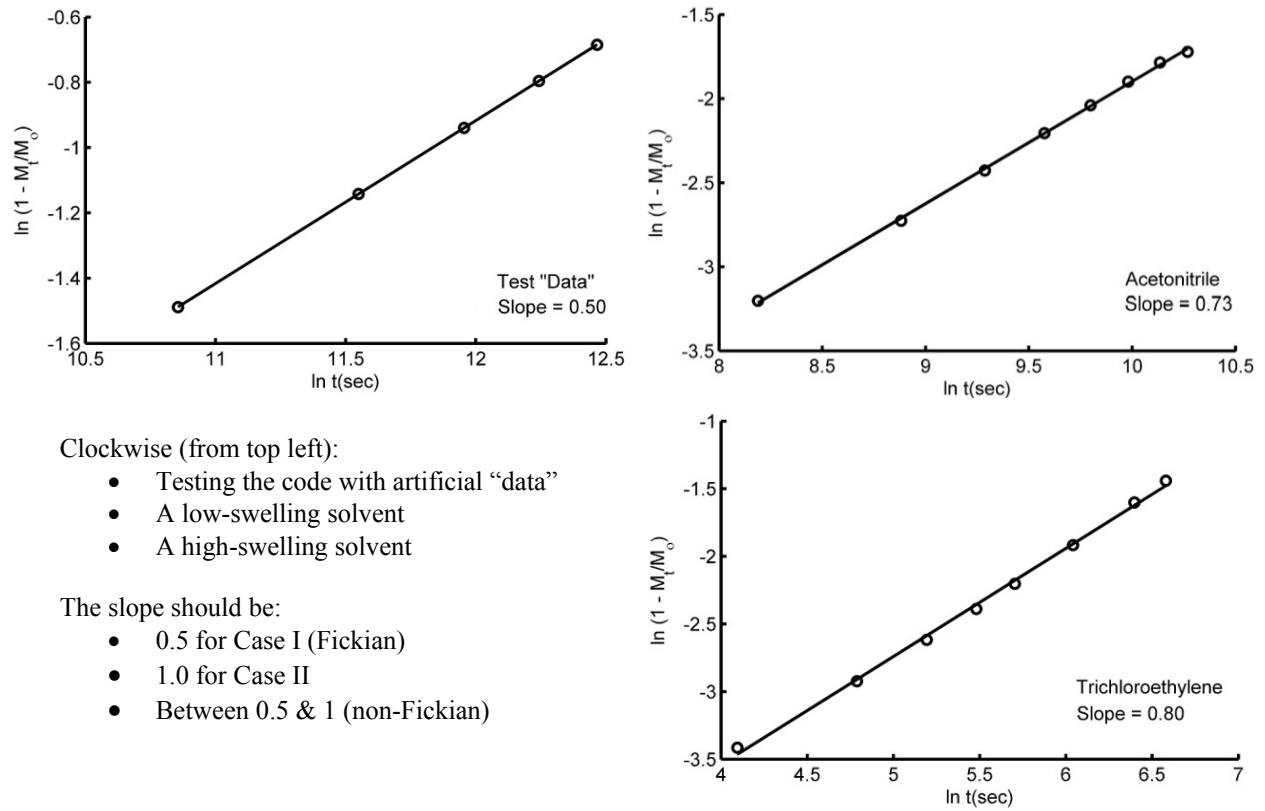 -0.6
-0.8
-1
-1.2
-1.4
-1.6
10.5 11 11.5 12 12.5
ln t(sec)
ln (1 - Mt/Mo)
Test "Data"
Slope = 0.50
-1.5
-2
-2.5
-3
-3.5
8 8.5 9 9.5 10 10.5
ln t(sec)
ln (1 - Mt/Mo)
Acetonitrile
Slope = 0.73
Clockwise (from top left):
• Testing the code with artificial “data”
• A low-swelling solvent
• A high-swelling solvent
The slope should be:
• 0.5 for Case I (Fickian)
• 1.0 for Case II
• Between 0.5 & 1 (non-Fickian)
-1
-1.5
-2
-2.5
-3
-3.5
4 4.5 5 5.5 6 6.5 7
ln t(sec)
ln (1 - Mt/Mo)
Trichloroethylene
Slope = 0.80